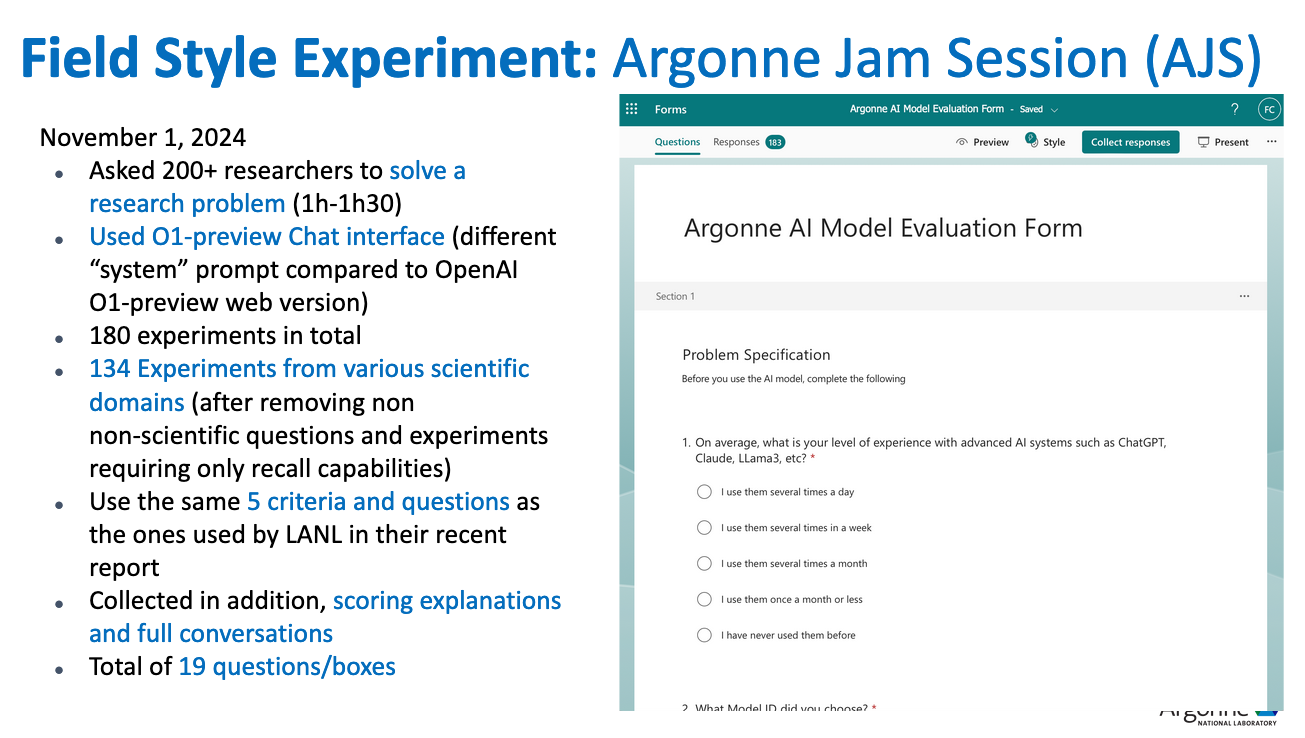 Field Style Experiment: Argonne Jam Session (AJS)
November 1, 2024
• Asked 200+ researchers to solve a
research problem (1h-1h30)
• Used O1-preview Chat interface (different
“system” prompt compared to OpenAI
O1-preview web version)
• 180 experiments in total
• 134 Experiments from various scientific
domains (after removing non
non-scientific questions and experiments
requiring only recall capabilities)
• Use the same 5 criteria and questions as
the ones used by LANL in their recent
report
• Collected in addition, scoring explanations
and full conversations
• Total of 19 questions/boxes
Forms
Argonne AI Model Evaluation Form - Saved
? FC
Questions Responses 183
Preview Style Collect responses Present ...
Argonne AI Model Evaluation Form
Section 1 ...
Problem Specification
Before you use the AI model, complete the following
1. On average, what is your level of experience with advanced AI systems such as ChatGPT,
Claude, LLama3, etc? *
I use them several times a day
I use them several times in a week
I use them several times a month
I use them once a month or less
I have never used them before
2. What Model ID did you choose? *
Argonne
NATIONAL LABORATORY